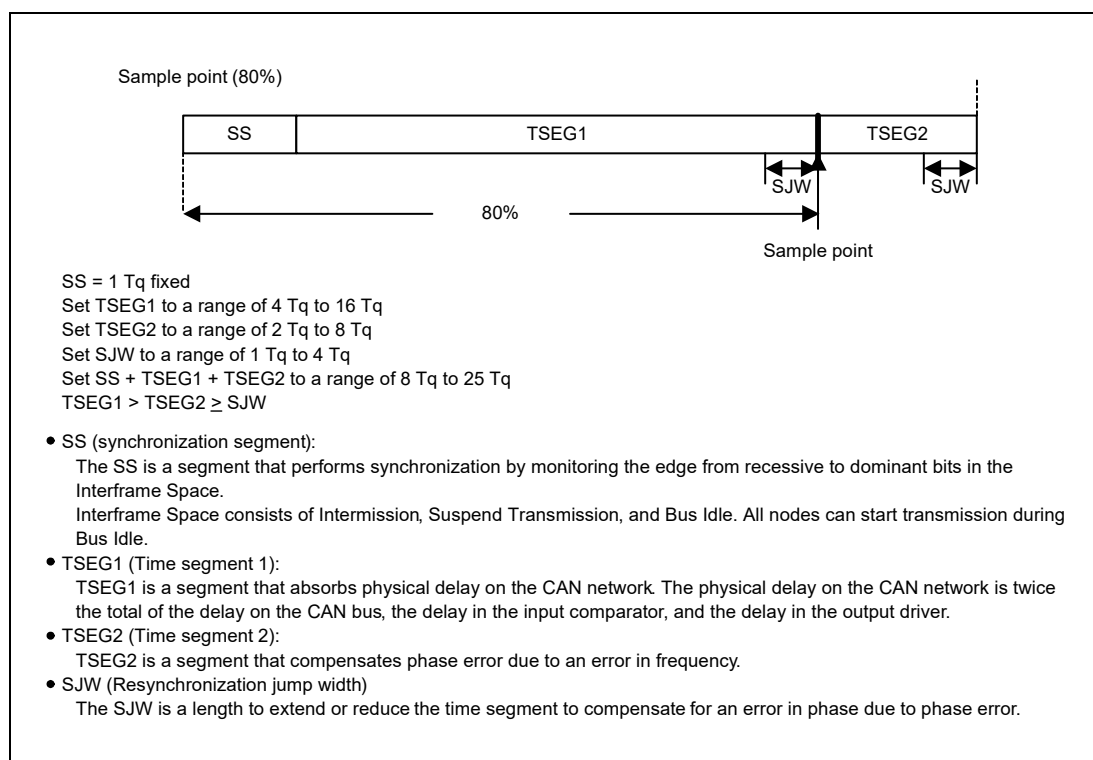 Sample point (80%)
SS TSEG1 TSEG2
SJW SJW
80%
Sample point
SS = 1 Tq fixed
Set TSEG1 to a range of 4 Tq to 16 Tq
Set TSEG2 to a range of 2 Tq to 8 Tq
Set SJW to a range of 1 Tq to 4 Tq
Set SS + TSEG1 + TSEG2 to a range of 8 Tq to 25 Tq
TSEG1 > TSEG2 ≥ SJW
• SS (synchronization segment):
The SS is a segment that performs synchronization by monitoring the edge from recessive to dominant bits in the
Interframe Space.
Interframe Space consists of Intermission, Suspend Transmission, and Bus Idle. All nodes can start transmission during
Bus Idle.
• TSEG1 (Time segment 1):
TSEG1 is a segment that absorbs physical delay on the CAN network. The physical delay on the CAN network is twice
the total of the delay on the CAN bus, the delay in the input comparator, and the delay in the output driver.
• TSEG2 (Time segment 2):
TSEG2 is a segment that compensates phase error due to an error in frequency.
• SJW (Resynchronization jump width)
The SJW is a length to extend or reduce the time segment to compensate for an error in phase due to phase error.